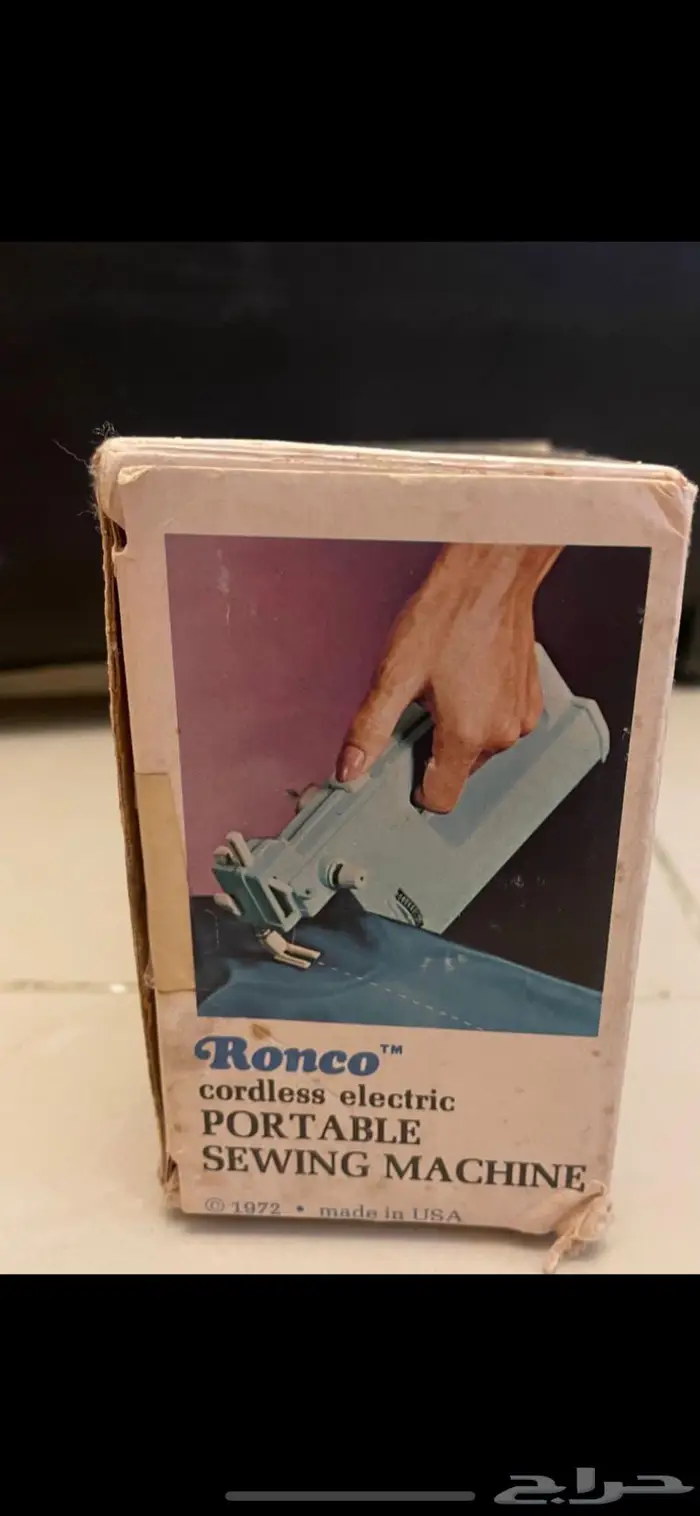 Ronco™
cordless electric
PORTABLE
SEWING MACHINE
© 1972 • made in USA
حراج